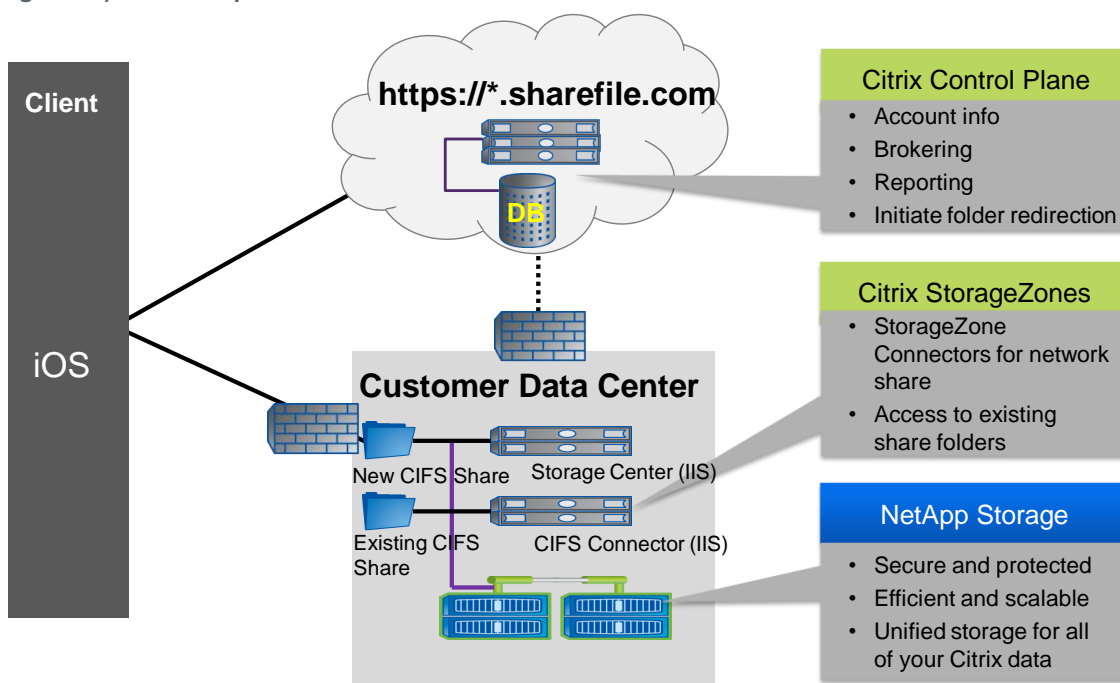 Client
iOS
https://*.sharefile.com
DB
Customer Data Center
New CIFS Share
Storage Center (IIS)
Existing CIFS
Share
CIFS Connector (IIS)
Citrix Control Plane
• Account info
• Brokering
• Reporting
• Initiate folder redirection
Citrix StorageZones
• StorageZone
Connectors for network
share
• Access to existing
share folders
NetApp Storage
• Secure and protected
• Efficient and scalable
• Unified storage for all
of your Citrix data